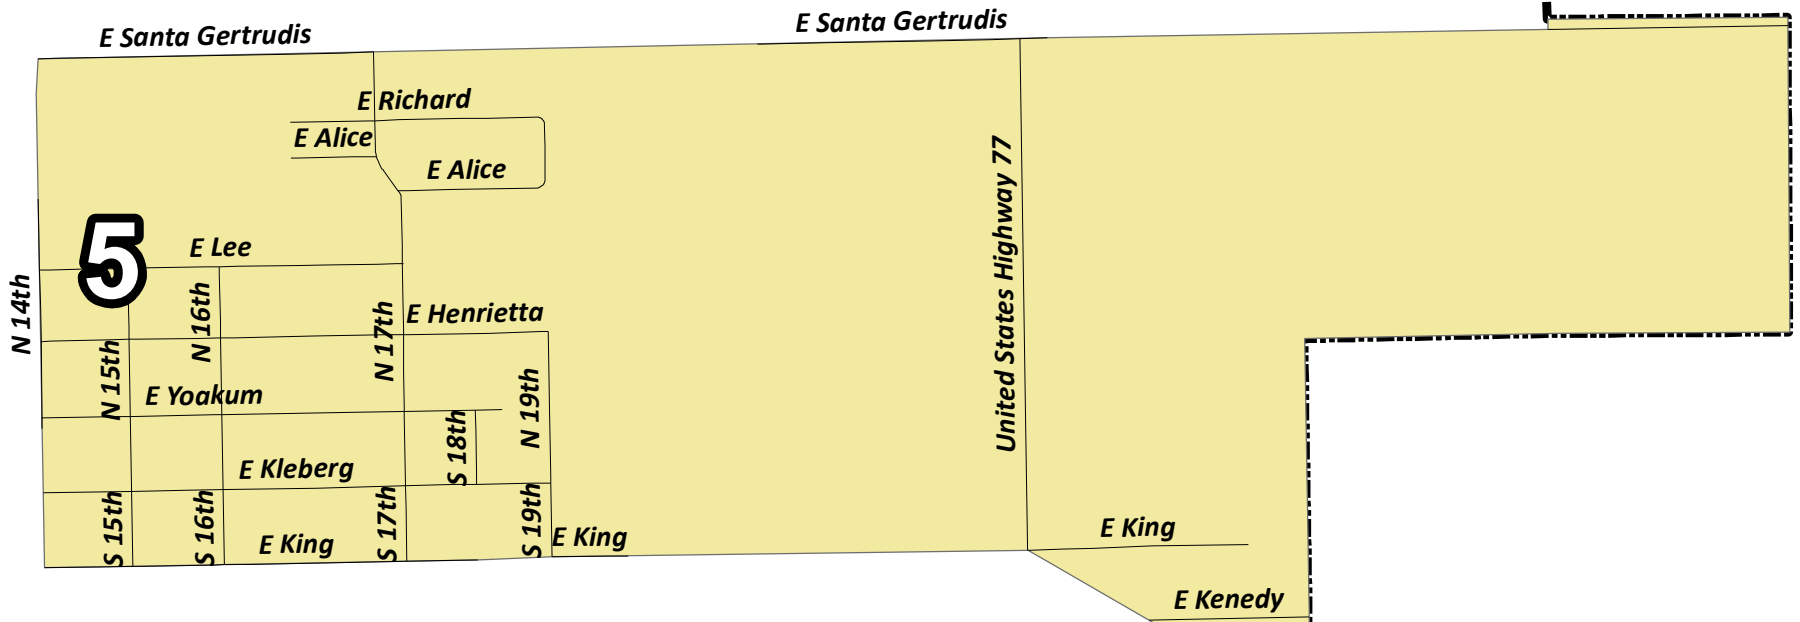 E Santa Gertrudis
E Santa Gertrudis
E Richard
E Alice
E Alice
United States Highway 77
5
E Lee
N 14th
N 16th
N 17th
E Henrietta
N 15th
E Yoakum
N 19th
S 18th
E Kleberg
S 15th
S 16th
E King
S 17th
S 19th
E King
E King
E Kenedy